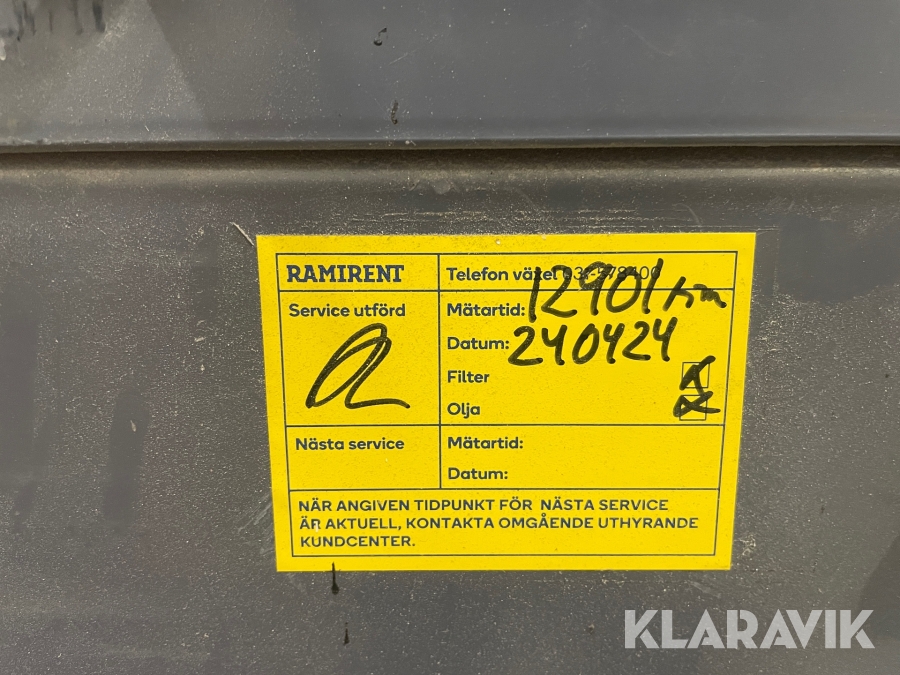 RAMIRENT
Telefon växel
Service utförd
Mätartid: 12901 tim
Datum: 240424
Filter
Olja
Nästa service
Mätartid:
Datum:
NÄR ANGIVEN TIDPUNKT FÖR NÄSTA SERVICE
ÄR AKTUELL, KONTAKTA OMGÅENDE UTHYRANDE
KUNDCENTER.
KLARAVIK